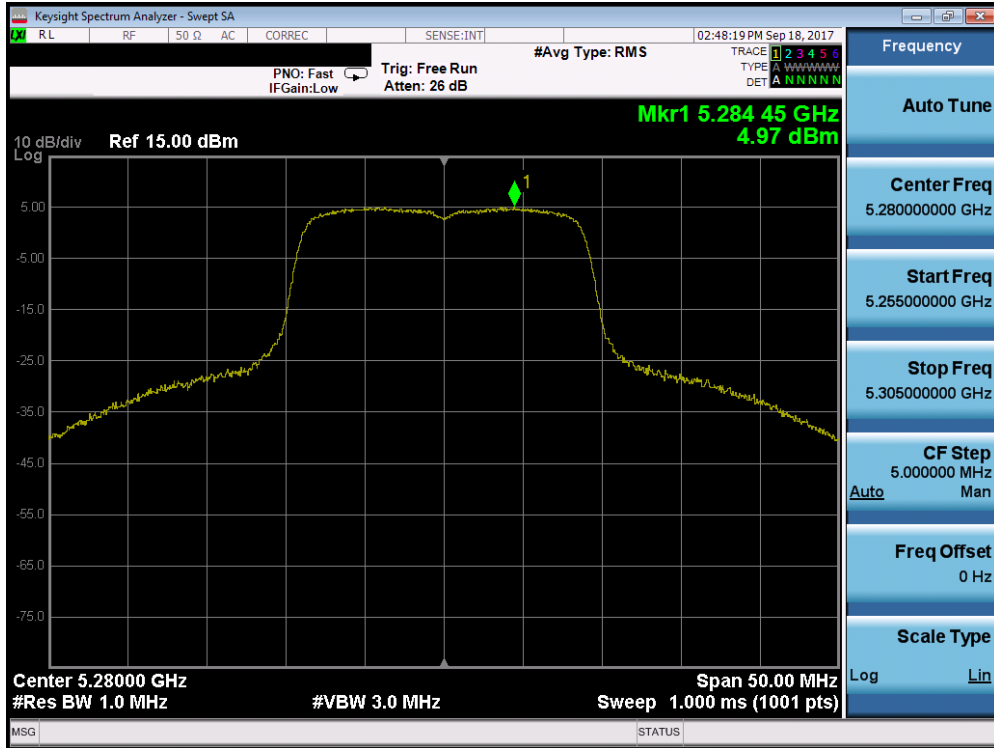 Keysight Spectrum Analyzer - Swept SA
LXI RL RF 50 Ω AC CORREC SENSE:INT 02:48:19 PM Sep 18, 2017
Frequency
#Avg Type: RMS TRACE 1 2 3 4 5 6
PNO: Fast Trig: Free Run TYPE A WWWWW
IFGain:Low Atten: 26 dB DET A N N N N N
Auto Tune
Mkr1 5.284 45 GHz
4.97 dBm
10 dB/div Ref 15.00 dBm
Log
1
5.00
-5.00
-15.0
-25.0
-35.0
-45.0
-55.0
-65.0
-75.0
Center Freq
5.280000000 GHz
Start Freq
5.255000000 GHz
Stop Freq
5.305000000 GHz
CF Step
5.000000 MHz
Auto Man
Freq Offset
0 Hz
Scale Type
Log Lin
Center 5.28000 GHz Span 50.00 MHz
#Res BW 1.0 MHz #VBW 3.0 MHz Sweep 1.000 ms (1001 pts)
MSG STATUS